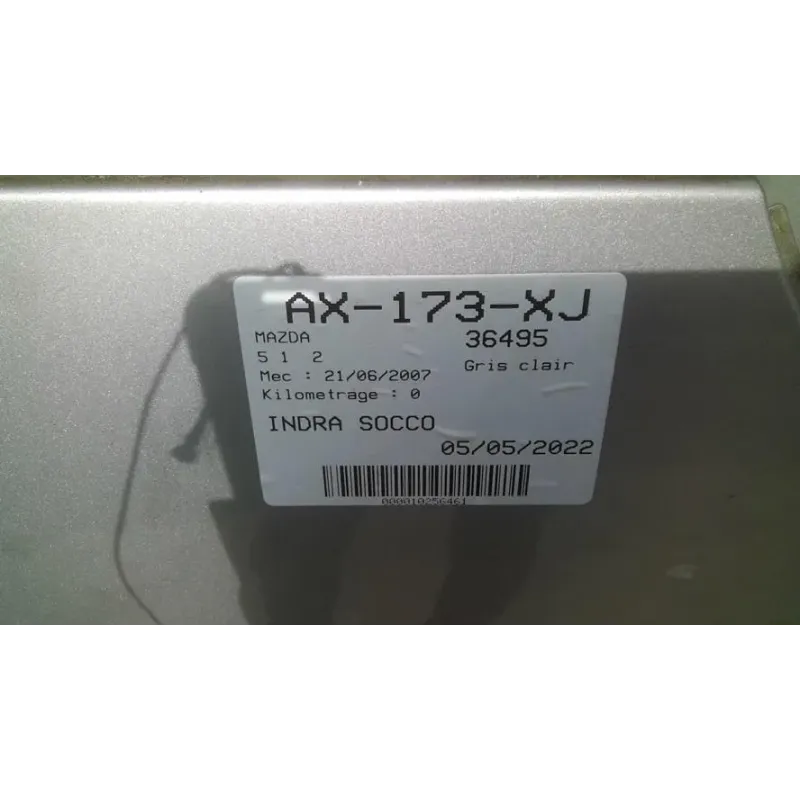 AX-173-XJ
MAZDA 36495
5 1 2
Gris clair
Mec : 21/06/2007
Kilometrage : 0
INDRA SOCCO
05/05/2022
000010256461